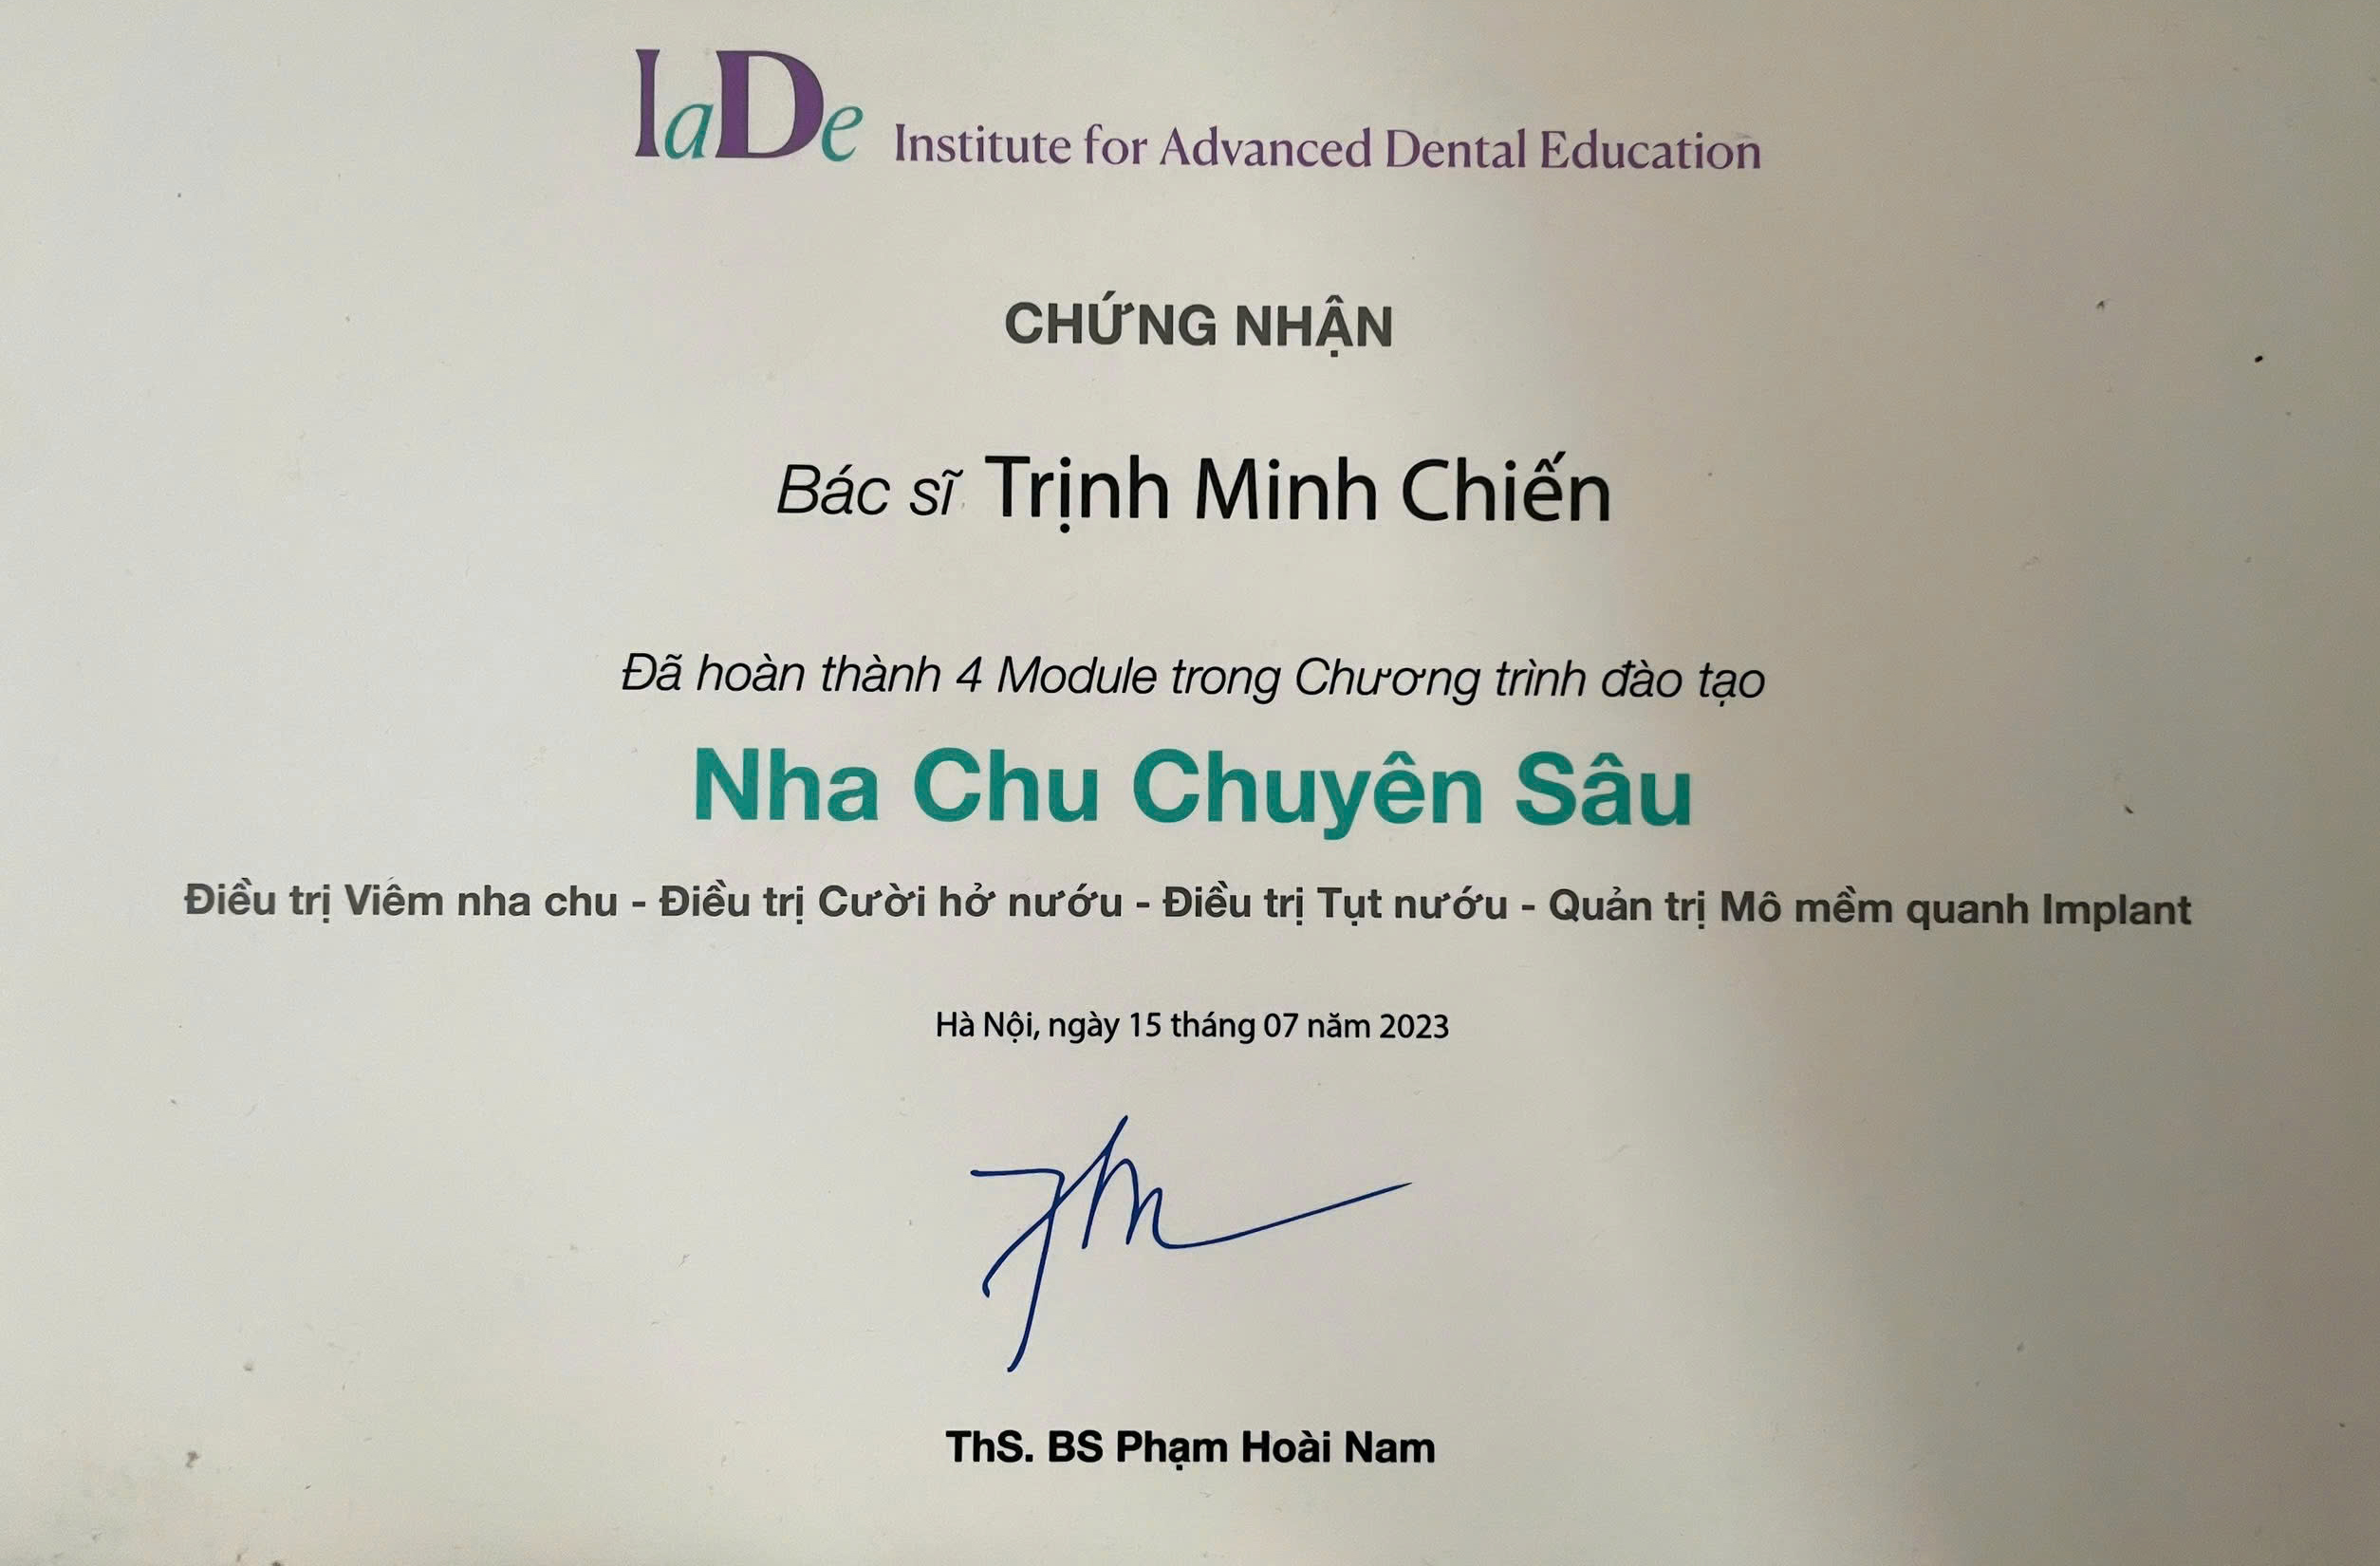 IaDe Institute for Advanced Dental Education
CHỨNG NHẬN
Bác sĩ Trịnh Minh Chiến
Đã hoàn thành 4 Module trong Chương trình đào tạo
Nha Chu Chuyên Sâu
Điều trị Viêm nha chu - Điều trị Cười hở nướu - Điều trị Tụt nướu - Quản trị Mô mềm quanh Implant
Hà Nội, ngày 15 tháng 07 năm 2023
ThS. BS Phạm Hoài Nam